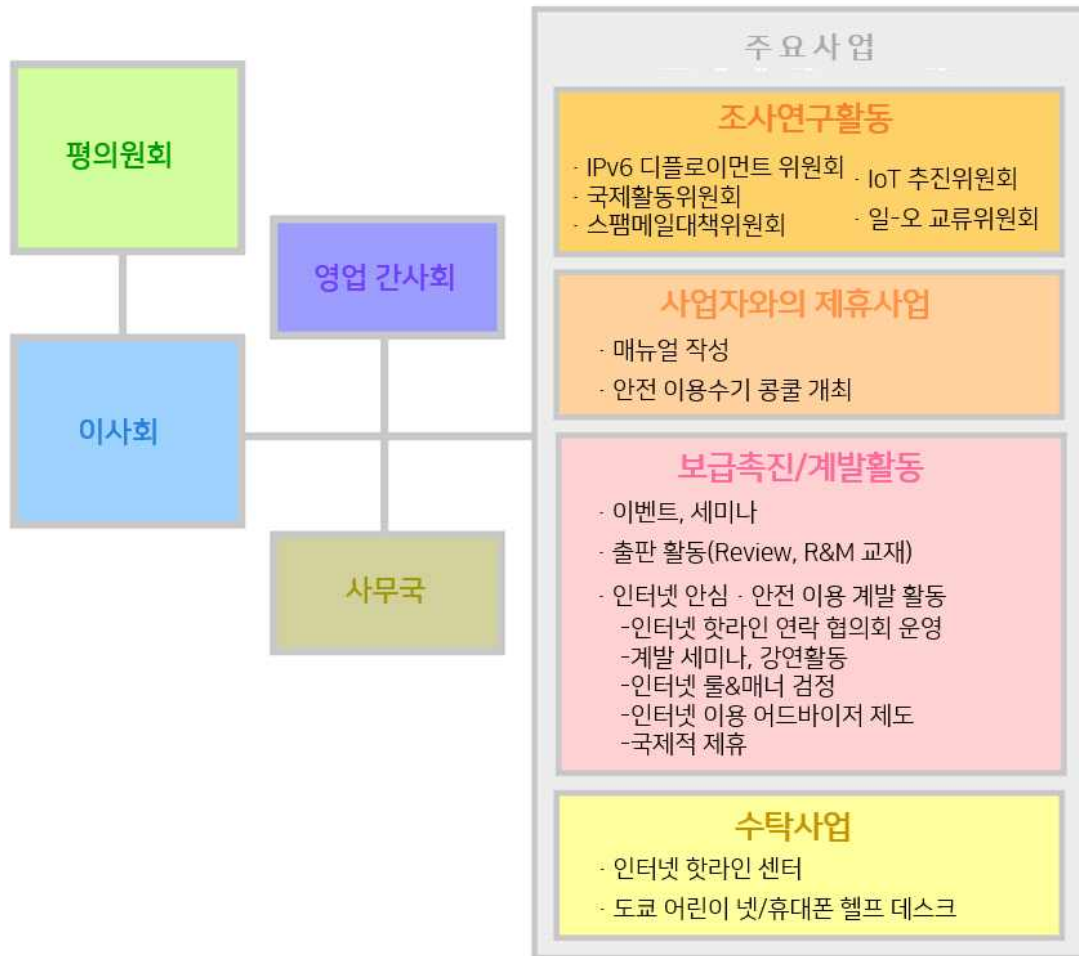 평의원회
이사회
영업 간사회
사무국
주요사업
조사연구활동
· IPv6 디플로이먼트 위원회
· 국제활동위원회
· 스팸메일대책위원회
· IoT 추진위원회
· 일-오 교류위원회
사업자와의 제휴사업
· 매뉴얼 작성
· 안전 이용수기 콩쿨 개최
보급촉진/계발활동
· 이벤트, 세미나
· 출판 활동(Review, R&M 교재)
· 인터넷 안심 · 안전 이용 계발 활동
-인터넷 핫라인 연락 협의회 운영
-계발 세미나, 강연활동
-인터넷 룰&매너 검정
-인터넷 이용 어드바이저 제도
-국제적 제휴
수탁사업
· 인터넷 핫라인 센터
· 도쿄 어린이 넷/휴대폰 헬프 데스크